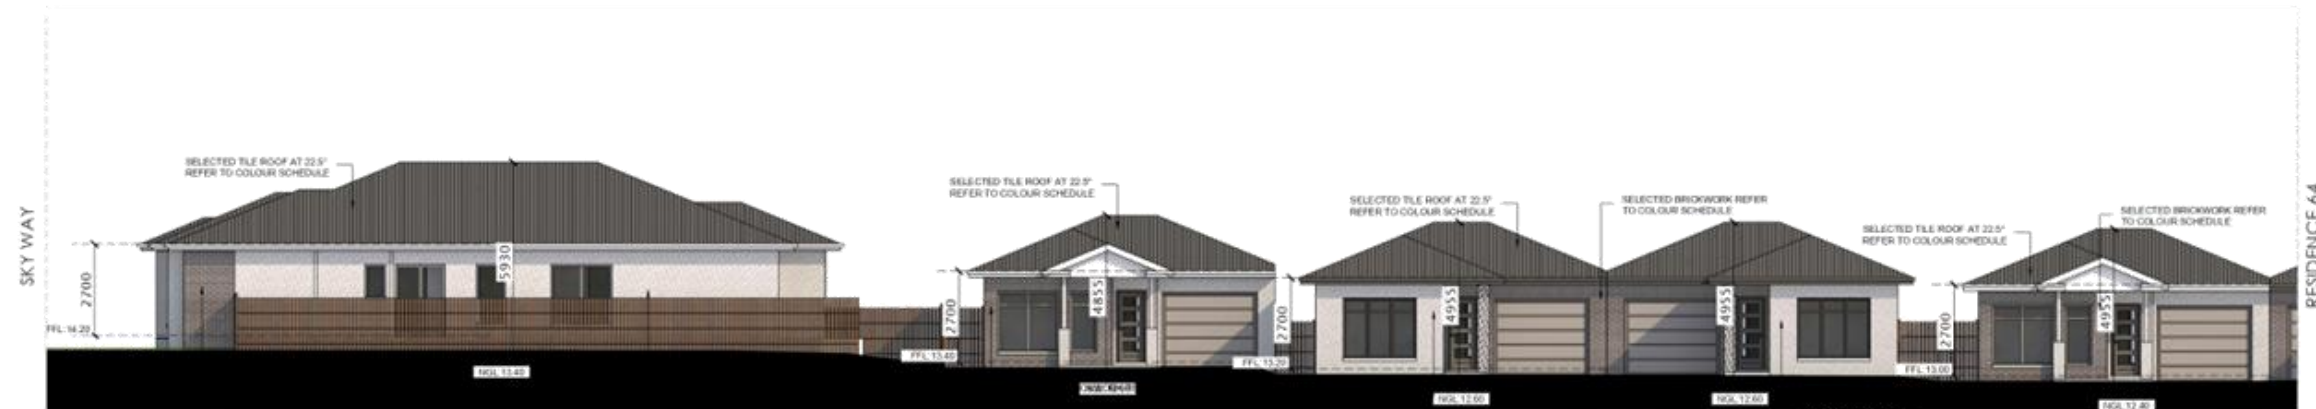 SKY WAY
SELECTED TILE ROOF AT 22.5°
REFER TO COLOUR SCHEDULE
2700
5930
FFL: 14.20
NGL 13.40
SELECTED TILE ROOF AT 22.5°
REFER TO COLOUR SCHEDULE
2700
4855
FFL: 13.40
SELECTED TILE ROOF AT 22.5°
REFER TO COLOUR SCHEDULE
2700
4955
FFL: 13.20
NGL 12.60
SELECTED BRICKWORK REFER
TO COLOUR SCHEDULE
4955
NGL 12.60
SELECTED TILE ROOF AT 22.5°
REFER TO COLOUR SCHEDULE
2700
FFL: 13.00
SELECTED BRICKWORK REFER
TO COLOUR SCHEDULE
4955
NGL 12.40
RESIDENCE 64